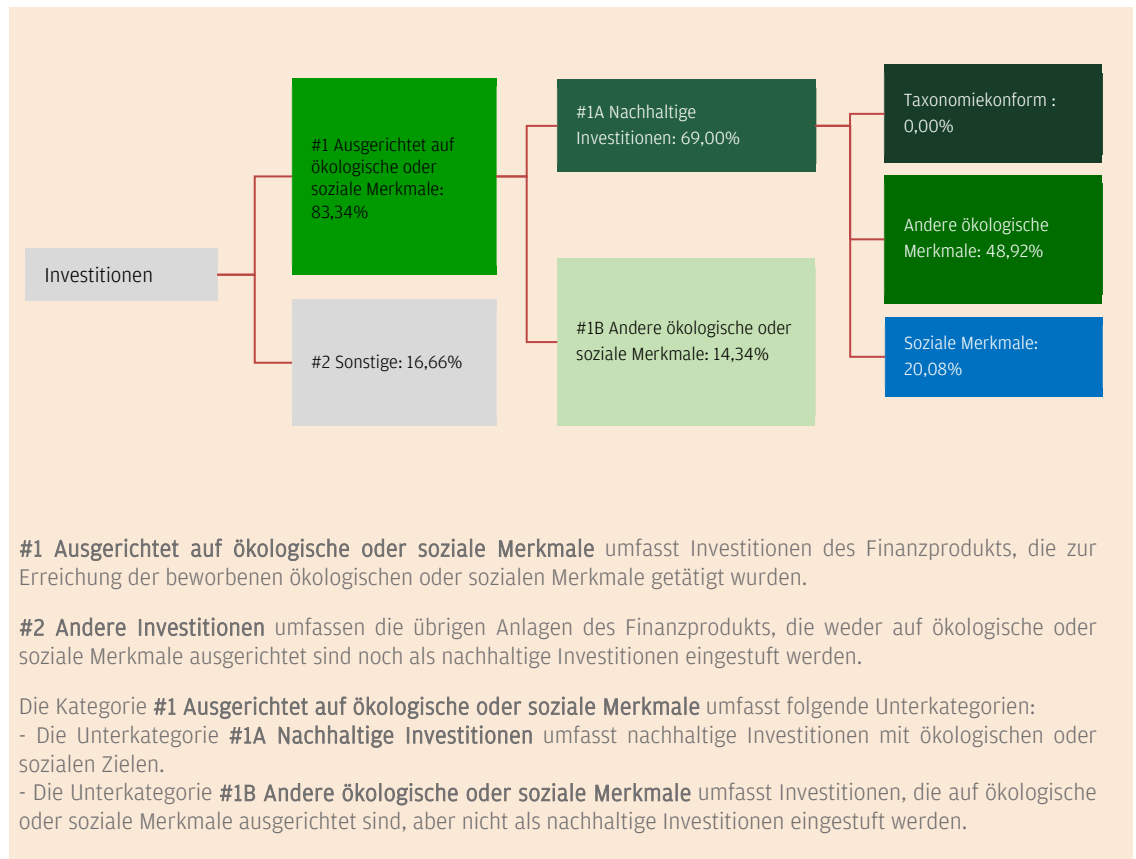 Investitionen
#1 Ausgerichtet auf
ökologische oder
soziale Merkmale:
83,34%
#2 Sonstige: 16,66%
#1A Nachhaltige
Investitionen: 69,00%
#1B Andere ökologische oder
soziale Merkmale: 14,34%
Taxonomiekonform :
0,00%
Andere ökologische
Merkmale: 48,92%
Soziale Merkmale:
20,08%
#1 Ausgerichtet auf ökologische oder soziale Merkmale umfasst Investitionen des Finanzprodukts, die zur
Erreichung der beworbenen ökologischen oder sozialen Merkmale getätigt wurden.
#2 Andere Investitionen umfassen die übrigen Anlagen des Finanzprodukts, die weder auf ökologische oder
soziale Merkmale ausgerichtet sind noch als nachhaltige Investitionen eingestuft werden.
Die Kategorie #1 Ausgerichtet auf ökologische oder soziale Merkmale umfasst folgende Unterkategorien:
- Die Unterkategorie #1A Nachhaltige Investitionen umfasst nachhaltige Investitionen mit ökologischen oder
sozialen Zielen.
- Die Unterkategorie #1B Andere ökologische oder soziale Merkmale umfasst Investitionen, die auf ökologische
oder soziale Merkmale ausgerichtet sind, aber nicht als nachhaltige Investitionen eingestuft werden.